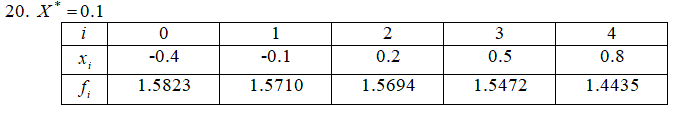 20. X* =0.1
i 0 1 2 3 4
xᵢ -0.4 -0.1 0.2 0.5 0.8
fᵢ 1.5823 1.5710 1.5694 1.5472 1.4435